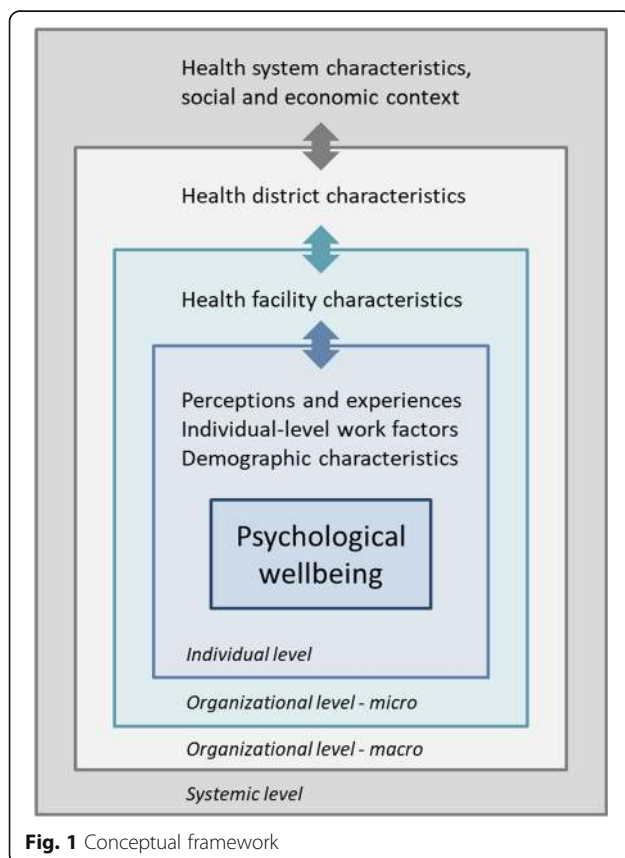 Health system characteristics,
social and economic context
Health district characteristics
Health facility characteristics
Perceptions and experiences
Individual-level work factors
Demographic characteristics
Psychological
wellbeing
Individual level
Organizational level - micro
Organizational level - macro
Systemic level
Fig. 1 Conceptual framework